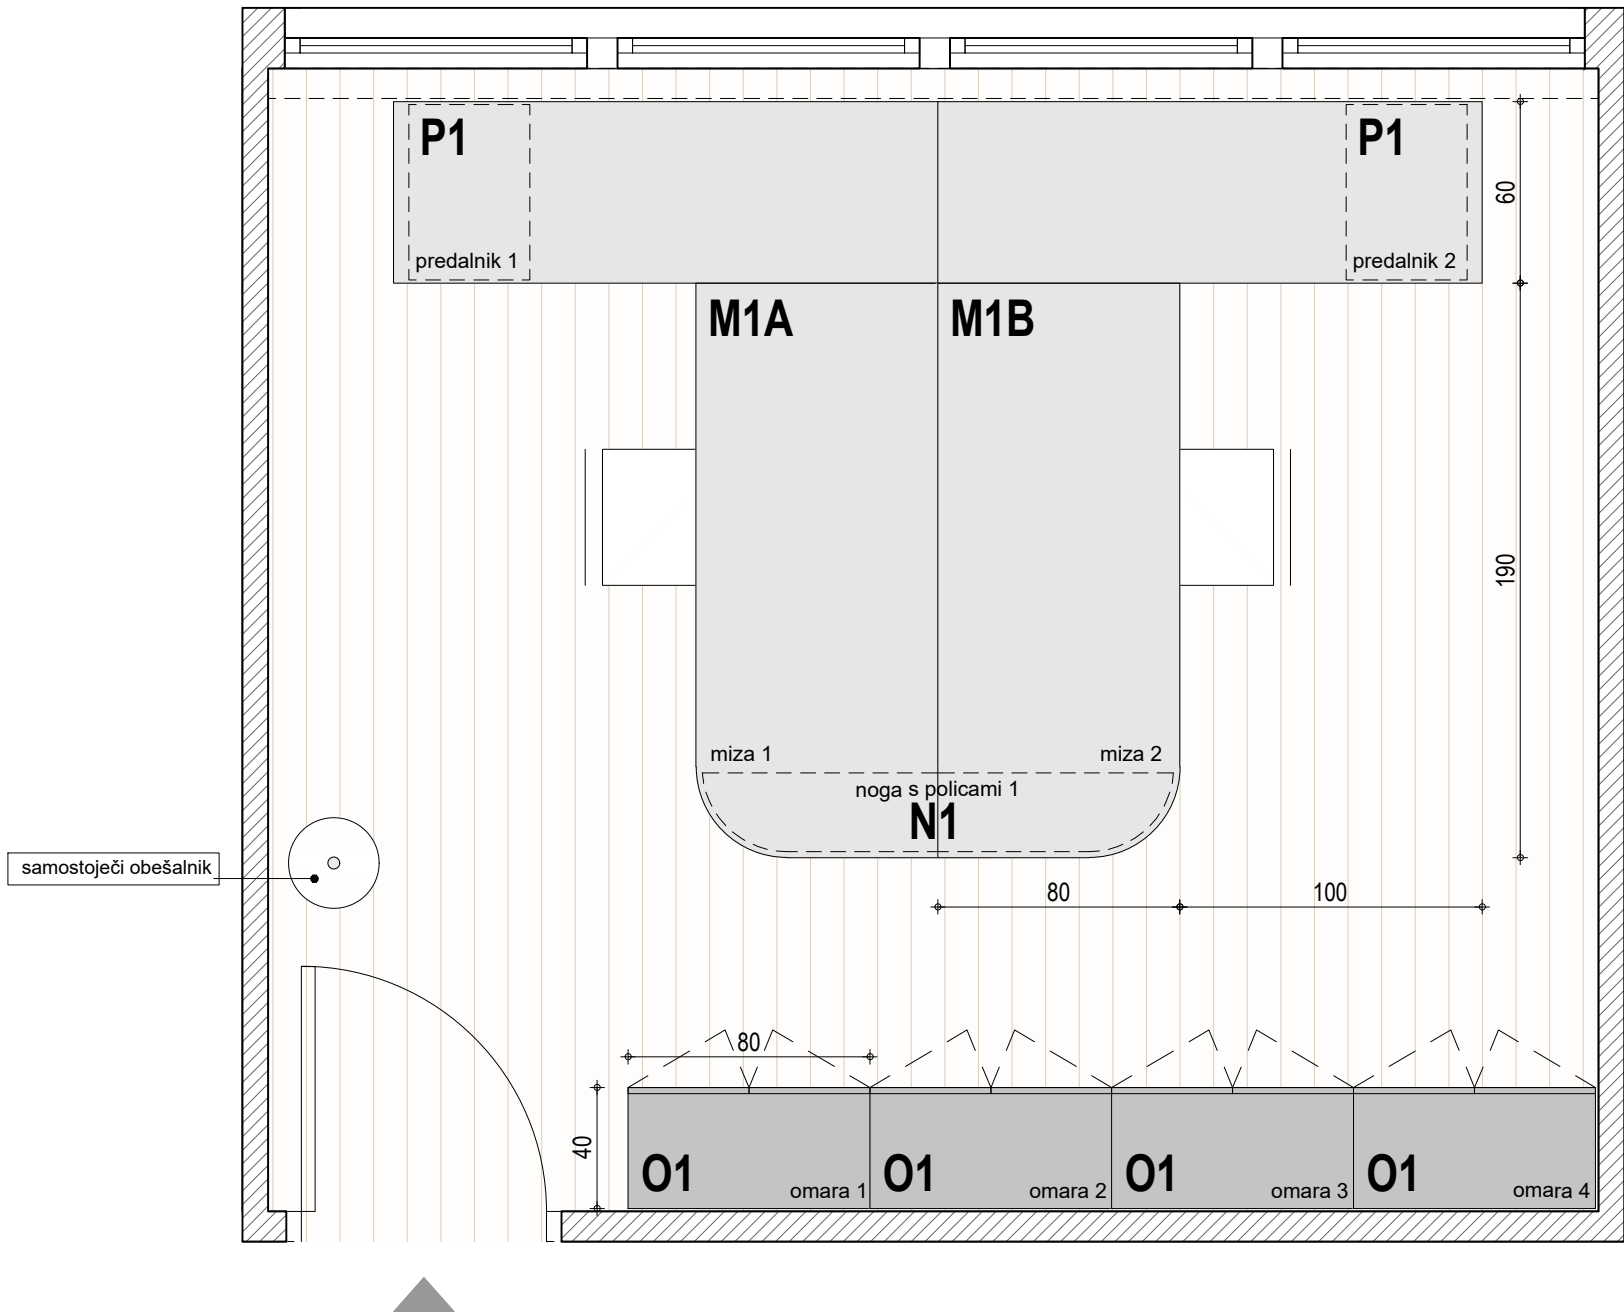 P1
P1
predalnik 1
predalnik 2
60
M1A
M1B
190
miza 1
miza 2
noga s policami 1
N1
samostoječi obešalnik
80
100
80
40
O1
omara 1
O1
omara 2
O1
omara 3
O1
omara 4